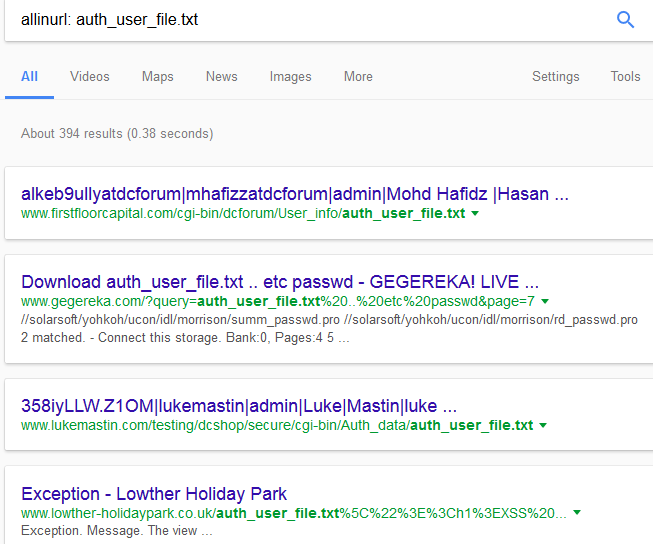 allinurl: auth_user_file.txt
All Videos Maps News Images More Settings Tools
About 394 results (0.38 seconds)
alkeb9ullyatdcforum|mhafizzatdcforum|admin|Mohd Hafidz |Hasan ...
www.firstfloorcapital.com/cgi-bin/dcforum/User_info/auth_user_file.txt
Download auth_user_file.txt .. etc passwd - GEGEREKA! LIVE ...
www.gegereka.com/?query=auth_user_file.txt%20..%20etc%20passwd&page=7
//solarsoft/yohkoh/ucon/idl/morrison/summ_passwd.pro //solarsoft/yohkoh/ucon/idl/morrison/rd_passwd.pro
2 matched. - Connect this storage. Bank:0, Pages:4 5 ...
358iyLLW.Z1OM|lukemastin|admin|Luke|Mastin|luke ...
www.lukemastin.com/testing/dcshop/secure/cgi-bin/Auth_data/auth_user_file.txt
Exception - Lowther Holiday Park
www.lowther-holidaypark.co.uk/auth_user_file.txt%5C%22%3E%3Ch1%3EXSS%20...
Exception. Message. The view ...